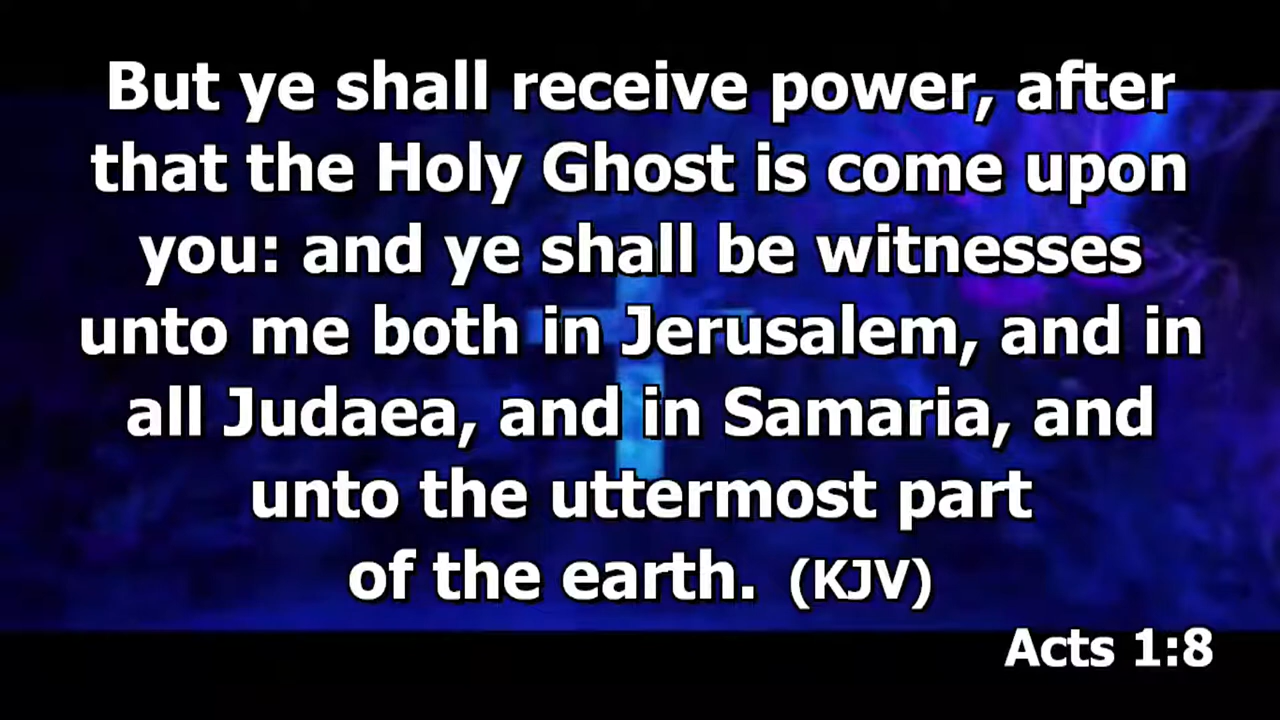 But ye shall receive power, after
that the Holy Ghost is come upon
you: and ye shall be witnesses
unto me both in Jerusalem, and in
all Judaea, and in Samaria, and
unto the uttermost part
of the earth. (KJV)
Acts 1:8